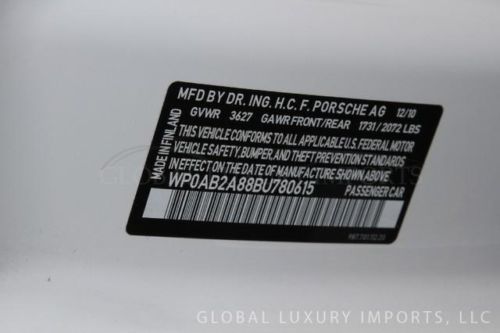 MFD BY DR. ING. H.C. F. PORSCHE AG 12/10
GVWR 3627 GAWR FRONT/REAR 1731/2072 LBS
THIS VEHICLE CONFORMS TO ALL APPLICABLE U.S. FEDERAL MOTOR
VEHICLE SAFETY, BUMPER, AND THEFT PREVENTION STANDARDS IN
EFFECT ON THE DATE OF MANUFACTURE SHOWN ABOVE.
WP0AB2A88BU780615
PASSENGER CAR
MADE IN FINLAND
GLOBAL LUXURY IMPORTS, LLC